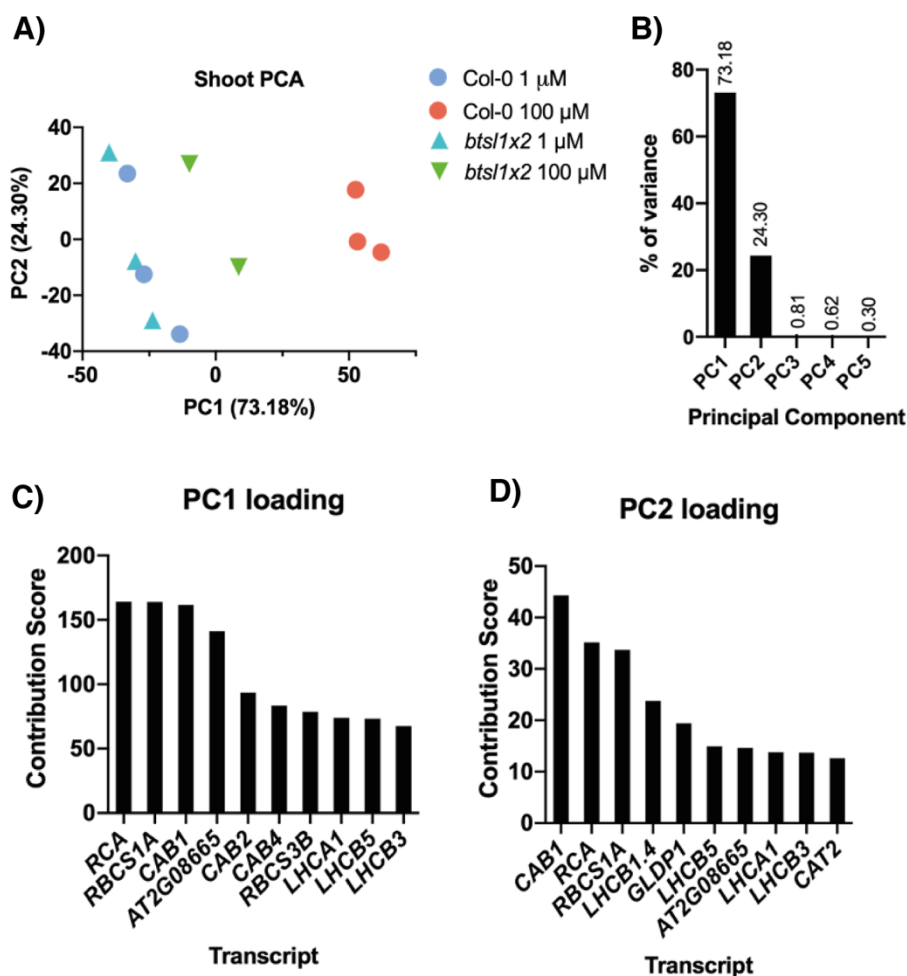 A)
Shoot PCA
Col-0 1 μM
Col-0 100 μM
btsl1x2 1 μM
btsl1x2 100 μM
40
20
0
-20
-40
-50
0
50
PC2 (24.30%)
PC1 (73.18%)
B)
80
60
40
20
0
% of variance
73.18
24.30
0.81
0.62
0.30
PC1
PC2
PC3
PC4
PC5
Principal Component
C)
PC1 loading
200
150
100
50
0
Contribution Score
RCA
RBCS1A
CAB1
AT2G08665
CAB2
CAB4
RBCS3B
LHCA1
LHCB5
LHCB3
Transcript
D)
PC2 loading
50
40
30
20
10
0
Contribution Score
CAB1
RCA
RBCS1A
LHCB1.4
GLDP1
LHCB5
AT2G08665
LHCA1
LHCB3
CAT2
Transcript